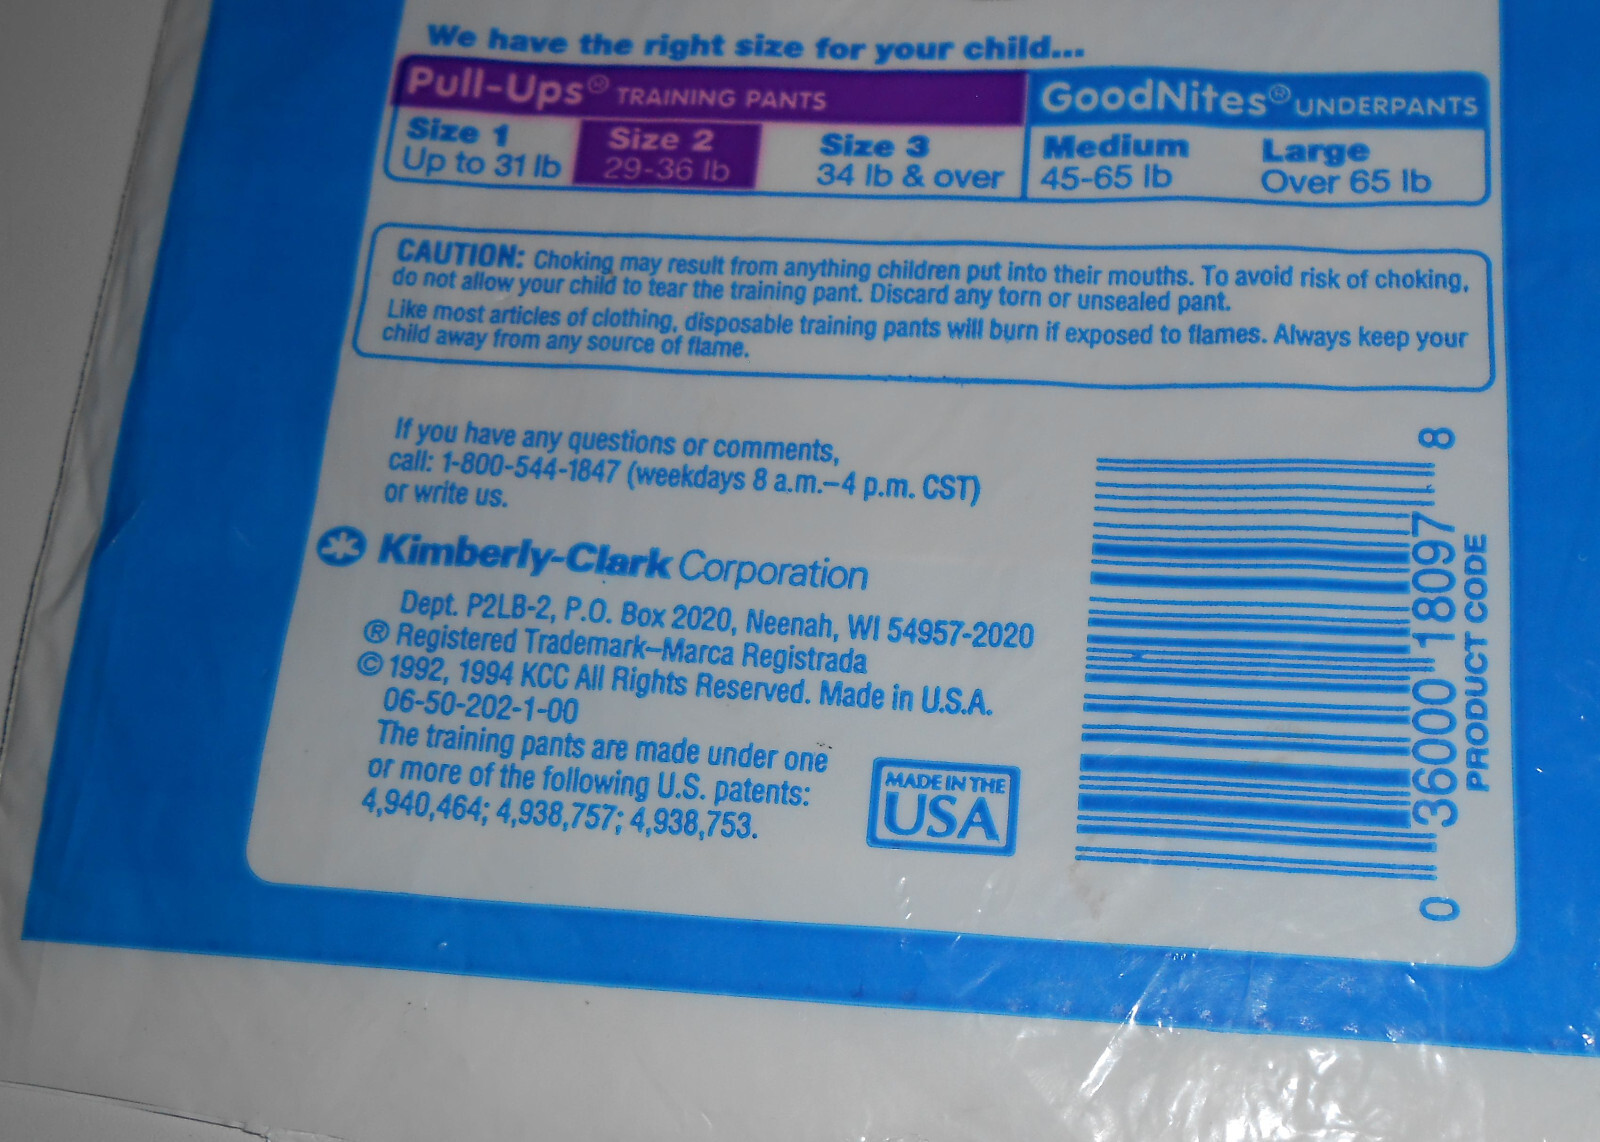 We have the right size for your child...
Pull-Ups® TRAINING PANTS
GoodNites® UNDERPANTS
Size 1
Up to 31 lb
Size 2
29-36 lb
Size 3
34 lb & over
Medium
45-65 lb
Large
Over 65 lb
CAUTION: Choking may result from anything children put into their mouths. To avoid risk of choking,
do not allow your child to tear the training pant. Discard any torn or unsealed pant.
Like most articles of clothing, disposable training pants will burn if exposed to flames. Always keep your
child away from any source of flame.
If you have any questions or comments,
call: 1-800-544-1847 (weekdays 8 a.m.–4 p.m. CST)
or write us.
Kimberly-Clark Corporation
Dept. P2LB-2, P.O. Box 2020, Neenah, WI 54957-2020
® Registered Trademark–Marca Registrada
© 1992, 1994 KCC All Rights Reserved. Made in U.S.A.
06-50-202-1-00
The training pants are made under one
or more of the following U.S. patents:
4,940,464; 4,938,757; 4,938,753.
MADE IN THE
USA
0 36000 18097 8
PRODUCT CODE